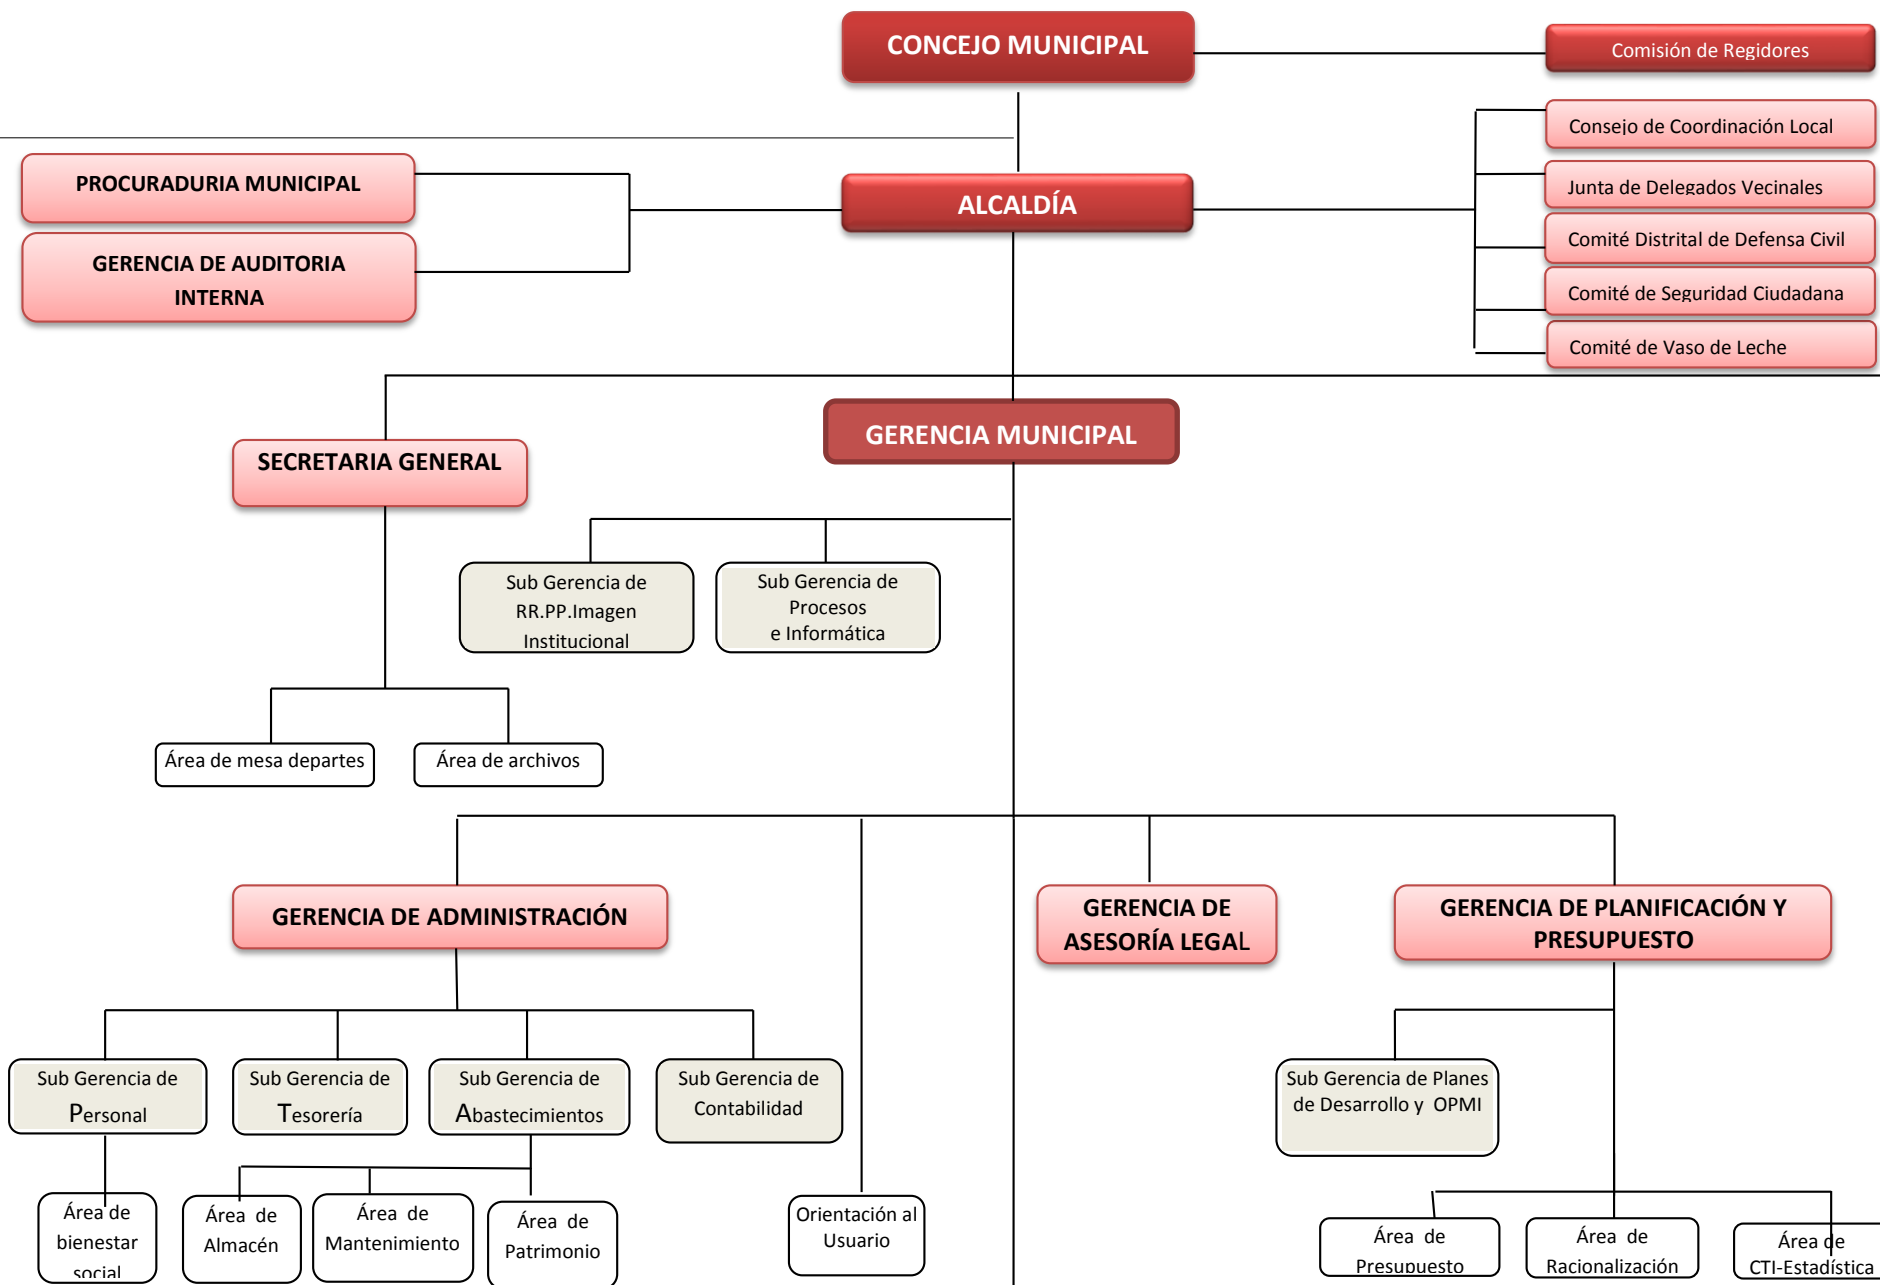 CONCEJO MUNICIPAL
Comisión de Regidores
Consejo de Coordinación Local
PROCURADURIA MUNICIPAL
ALCALDÍA
Junta de Delegados Vecinales
GERENCIA DE AUDITORIA
INTERNA
Comité Distrital de Defensa Civil
Comité de Seguridad Ciudadana
Comité de Vaso de Leche
GERENCIA MUNICIPAL
SECRETARIA GENERAL
Sub Gerencia de
RR.PP.Imagen
Institucional
Sub Gerencia de
Procesos
e Informática
Área de mesa departes
Área de archivos
GERENCIA DE ADMINISTRACIÓN
GERENCIA DE
ASESORÍA LEGAL
GERENCIA DE PLANIFICACIÓN Y
PRESUPUESTO
Sub Gerencia de
Personal
Sub Gerencia de
Tesorería
Sub Gerencia de
Abastecimientos
Sub Gerencia de
Contabilidad
Sub Gerencia de Planes
de Desarrollo y OPMI
Área de
bienestar
social
Área de
Almacén
Área de
Mantenimiento
Área de
Patrimonio
Orientación al
Usuario
Área de
Presupuesto
Área de
Racionalización
Área de
CTI-Estadística